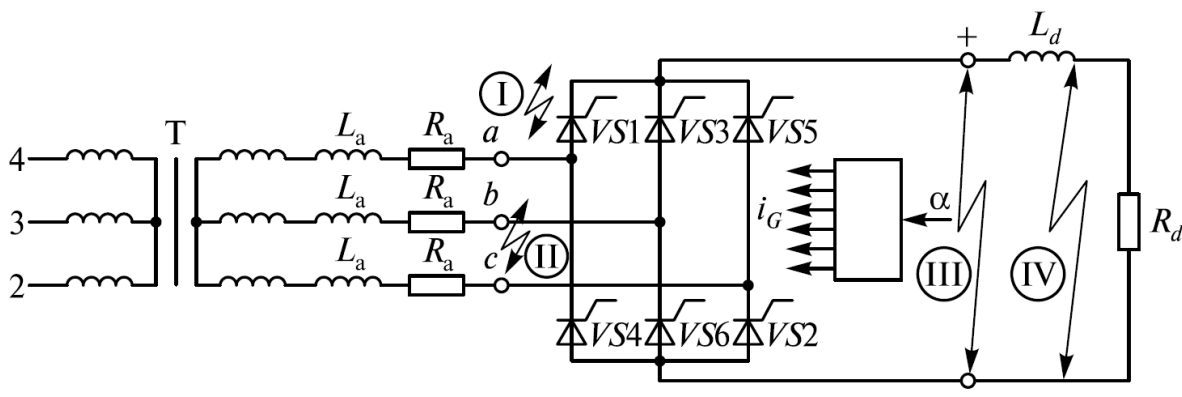 + L_d
I
T L_a R_a a VS1 VS3 VS5
4
L_a R_a b α
3 i_G R_d
L_a R_a c II III IV
2
VS4 VS6 VS2